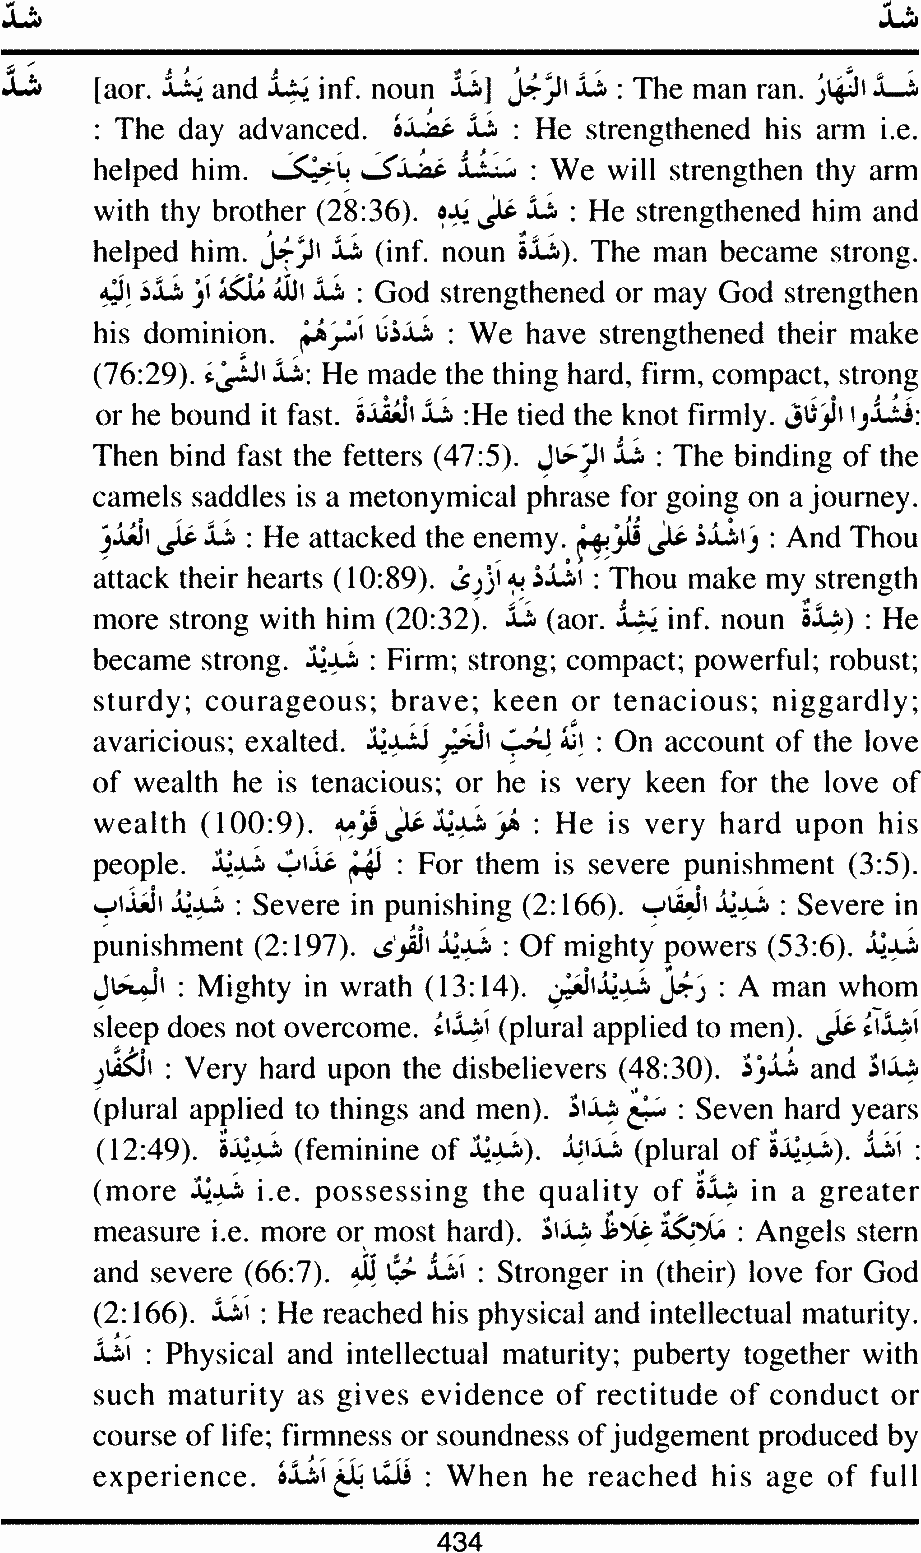 شدّ شدّ
شَدَّ [aor. يَشُدُّ and يَشِدُّ inf. noun شَدٌّ] شَدَّ الرَّجُلُ : The man ran. شَدَّ النَّهَارُ
: The day advanced. شَدَّ عَضُدَهُ : He strengthened his arm i.e.
helped him. سَنَشُدُّ عَضُدَکَ بِاَخِيْکَ : We will strengthen thy arm
with thy brother (28:36). شَدَّ عَلٰى يَدِهٖ : He strengthened him and
helped him. شَدَّ الرَّجُلُ (inf. noun شَدَّةٌ). The man became strong.
شَدَّ اللّٰهُ مُلْكَهُ اَوْ شَدَّدَ اِلَيْهِ : God strengthened or may God strengthen
his dominion. شَدَدْنَا اَسْرَهُمْ : We have strengthened their make
(76:29). شَدَّ الشَّيْءَ: He made the thing hard, firm, compact, strong
or he bound it fast. شَدَّ الْعُقْدَةَ :He tied the knot firmly. فَشُدُّوا الْوَثَاقَ:
Then bind fast the fetters (47:5). شَدُّ الرِّحَالِ : The binding of the
camels saddles is a metonymical phrase for going on a journey.
شَدَّ عَلَى الْعَدُوِّ : He attacked the enemy. وَاشْدُدْ عَلٰى قُلُوْبِهِمْ : And Thou
attack their hearts (10:89). اُشْدُدْ بِهٖ اَزْرِىْ : Thou make my strength
more strong with him (20:32). شَدَّ (aor. يَشِدُّ inf. noun شِدَّةٌ) : He
became strong. شَدِيْدٌ : Firm; strong; compact; powerful; robust;
sturdy; courageous; brave; keen or tenacious; niggardly;
avaricious; exalted. اِنَّهٗ لِحُبِّ الْخَيْرِ لَشَدِيْدٌ : On account of the love
of wealth he is tenacious; or he is very keen for the love of
wealth (100:9). هُوَ شَدِيْدٌ عَلٰى قَوْمِهٖ : He is very hard upon his
people. لَهُمْ عَذَابٌ شَدِيْدٌ : For them is severe punishment (3:5).
شَدِيْدُ الْعَذَابِ : Severe in punishing (2:166). شَدِيْدُ الْعِقَابِ : Severe in
punishment (2:197). شَدِيْدُ الْقُوٰى : Of mighty powers (53:6). شَدِيْدُ
الْمِحَالِ : Mighty in wrath (13:14). رَجُلٌ شَدِيْدُالْعَيْنِ : A man whom
sleep does not overcome. اَشِدَّاءُ (plural applied to men). اَشِدَّآءُ عَلَى
الْكُفَّارِ : Very hard upon the disbelievers (48:30). شُدُوْدٌ and شِدَادٌ
(plural applied to things and men). سَبْعٌ شِدَادٌ : Seven hard years
(12:49). شَدِيْدَةٌ (feminine of شَدِيْدٌ). شَدَائِدُ (plural of شَدِيْدَةٌ). اَشَدُّ :
(more شَدِيْدٌ i.e. possessing the quality of شِدَّةٌ in a greater
measure i.e. more or most hard). مَلَائِكَةٌ غِلَاظٌ شِدَادٌ : Angels stern
and severe (66:7). اَشَدُّ حُبًّا لِّلّٰهِ : Stronger in (their) love for God
(2:166). اَشَدَّ : He reached his physical and intellectual maturity.
اَشُدَّ : Physical and intellectual maturity; puberty together with
such maturity as gives evidence of rectitude of conduct or
course of life; firmness or soundness of judgement produced by
experience. فَلَمَّا بَلَغَ اَشُدَّهٗ : When he reached his age of full
434